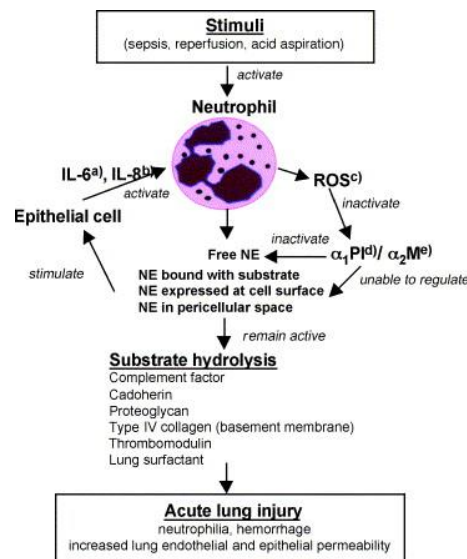 Stimuli
(sepsis, reperfusion, acid aspiration)
activate
Neutrophil
IL-6a), IL-8b)
activate
ROSc)
Epithelial cell
inactivate
inactivate
Free NE
α1PId)/ α2Me)
stimulate
NE bound with substrate
unable to regulate
NE expressed at cell surface
NE in pericellular space
remain active
Substrate hydrolysis
Complement factor
Cadoherin
Proteoglycan
Type IV collagen (basement membrane)
Thrombomodulin
Lung surfactant
Acute lung injury
neutrophilia, hemorrhage
increased lung endothelial and epithelial permeability